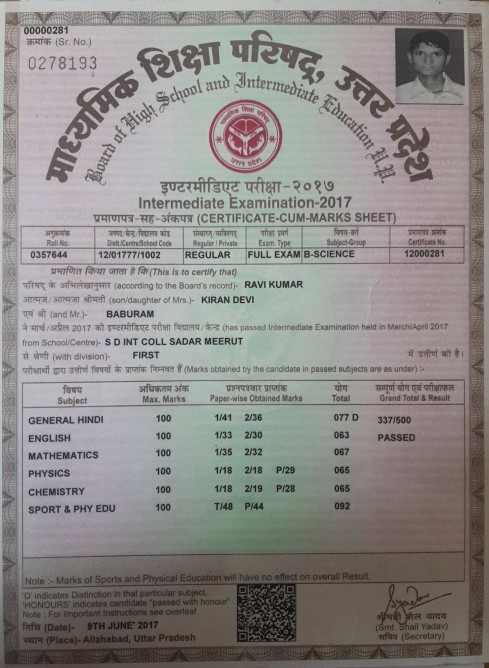 00000281
क्रमांक (Sr. No.)
0278193
माध्यमिक शिक्षा परिषद्, उत्तर प्रदेश
Board of High School and Intermediate Education U.P.
माध्यमिक शिक्षा परिषद्
उत्तर प्रदेश
इण्टरमीडिएट परीक्षा-२०१७
Intermediate Examination-2017
प्रमाणपत्र-सह-अंकपत्र (CERTIFICATE-CUM-MARKS SHEET)
अनुक्रमांक जनपद/केन्द्र/विद्यालय कोड संस्थागत/व्यक्तिगत परीक्षा प्रवर्ग विषय-वर्ग प्रमाणपत्र क्रमांक
Roll No. Distt./Centre/School Code Regular / Private Exam. Type Subject-Group Certificate No.
0357644 12/01777/1002 REGULAR FULL EXAM B-SCIENCE 12000281
प्रमाणित किया जाता है कि (This is to certify that)
परिषद के अभिलेखानुसार (according to the Board's record)- RAVI KUMAR
आत्मज/आत्मजा श्रीमती (son/daughter of Mrs.)- KIRAN DEVI
एवं श्री (and Mr.)- BABURAM
ने मार्च/अप्रैल 2017 की इण्टरमीडिएट परीक्षा विद्यालय/केन्द्र (has passed Intermediate Examination held in March/April 2017
from School/Centre)- S D INT COLL SADAR MEERUT
से श्रेणी (with division)- FIRST में उत्तीर्ण की है।
परीक्षार्थी द्वारा उत्तीर्ण विषयों के प्राप्तांक निम्नवत हैं (Marks obtained by the candidate in passed subjects are as under) :-
विषय अधिकतम अंक प्रश्नपत्रवार प्राप्तांक योग सम्पूर्ण योग एवं परीक्षाफल
Subject Max. Marks Paper-wise Obtained Marks Total Grand Total & Result
GENERAL HINDI 100 1/41 2/36 077 D 337/500
ENGLISH 100 1/33 2/30 063 PASSED
MATHEMATICS 100 1/35 2/32 067
PHYSICS 100 1/18 2/18 P/29 065
CHEMISTRY 100 1/18 2/19 P/28 065
SPORT & PHY EDU 100 T/48 P/44 092
Note :- Marks of Sports and Physical Education will have no effect on overall Result.
'D' indicates Distinction in that particular subject.
'HONOURS' indicates candidate "passed with honour"
Note : For Important Instructions see overleaf
तिथि (Date)- 9TH JUNE' 2017
स्थान (Place)- Allahabad, Uttar Pradesh
श्रीमती शैल यादव
(Smt. Shail Yadav)
सचिव (Secretary)